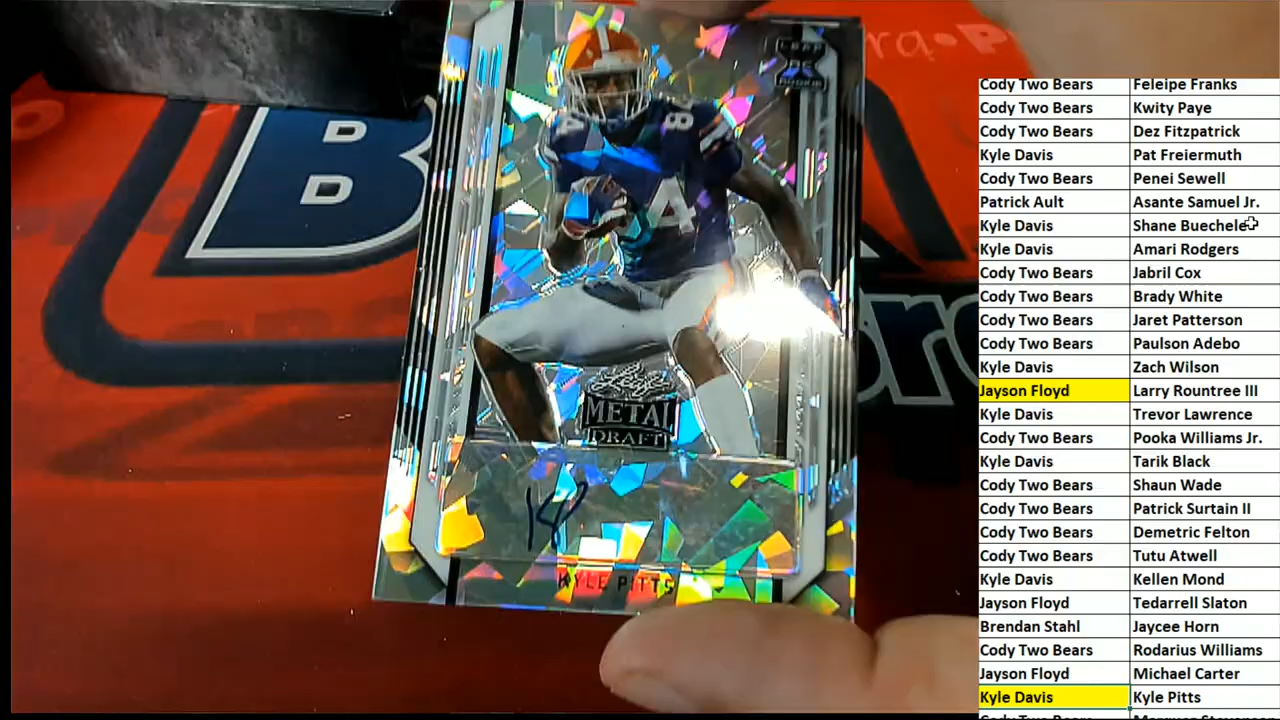 LEAF
ROOKIE
84
8
84
Leaf
METAL
DRAFT
KYLE PITTS
B
Cody Two Bears Feleipe Franks
Cody Two Bears Kwity Paye
Cody Two Bears Dez Fitzpatrick
Kyle Davis Pat Freiermuth
Cody Two Bears Penei Sewell
Patrick Ault Asante Samuel Jr.
Kyle Davis Shane Buechele
Kyle Davis Amari Rodgers
Cody Two Bears Jabril Cox
Cody Two Bears Brady White
Cody Two Bears Jaret Patterson
Cody Two Bears Paulson Adebo
Kyle Davis Zach Wilson
Jayson Floyd Larry Rountree III
Kyle Davis Trevor Lawrence
Cody Two Bears Pooka Williams Jr.
Kyle Davis Tarik Black
Cody Two Bears Shaun Wade
Cody Two Bears Patrick Surtain II
Cody Two Bears Demetric Felton
Cody Two Bears Tutu Atwell
Kyle Davis Kellen Mond
Jayson Floyd Tedarrell Slaton
Brendan Stahl Jaycee Horn
Cody Two Bears Rodarius Williams
Jayson Floyd Michael Carter
Kyle Davis Kyle Pitts